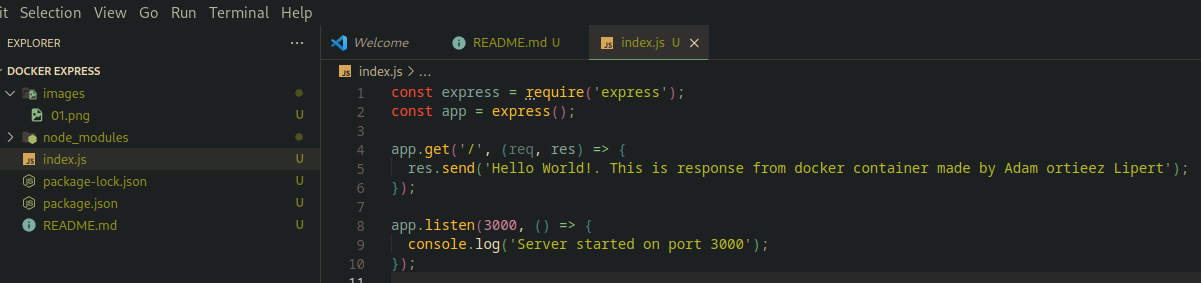 it Selection View Go Run Terminal Help
EXPLORER ...
DOCKER EXPRESS
images
01.png U
node_modules
index.js U
package-lock.json U
package.json U
README.md U
Welcome README.md U index.js U
index.js > ...
1 const express = require('express');
2 const app = express();
3
4 app.get('/', (req, res) => {
5 res.send('Hello World!. This is response from docker container made by Adam ortieez Lipert');
6 });
7
8 app.listen(3000, () => {
9 console.log('Server started on port 3000');
10 });
11